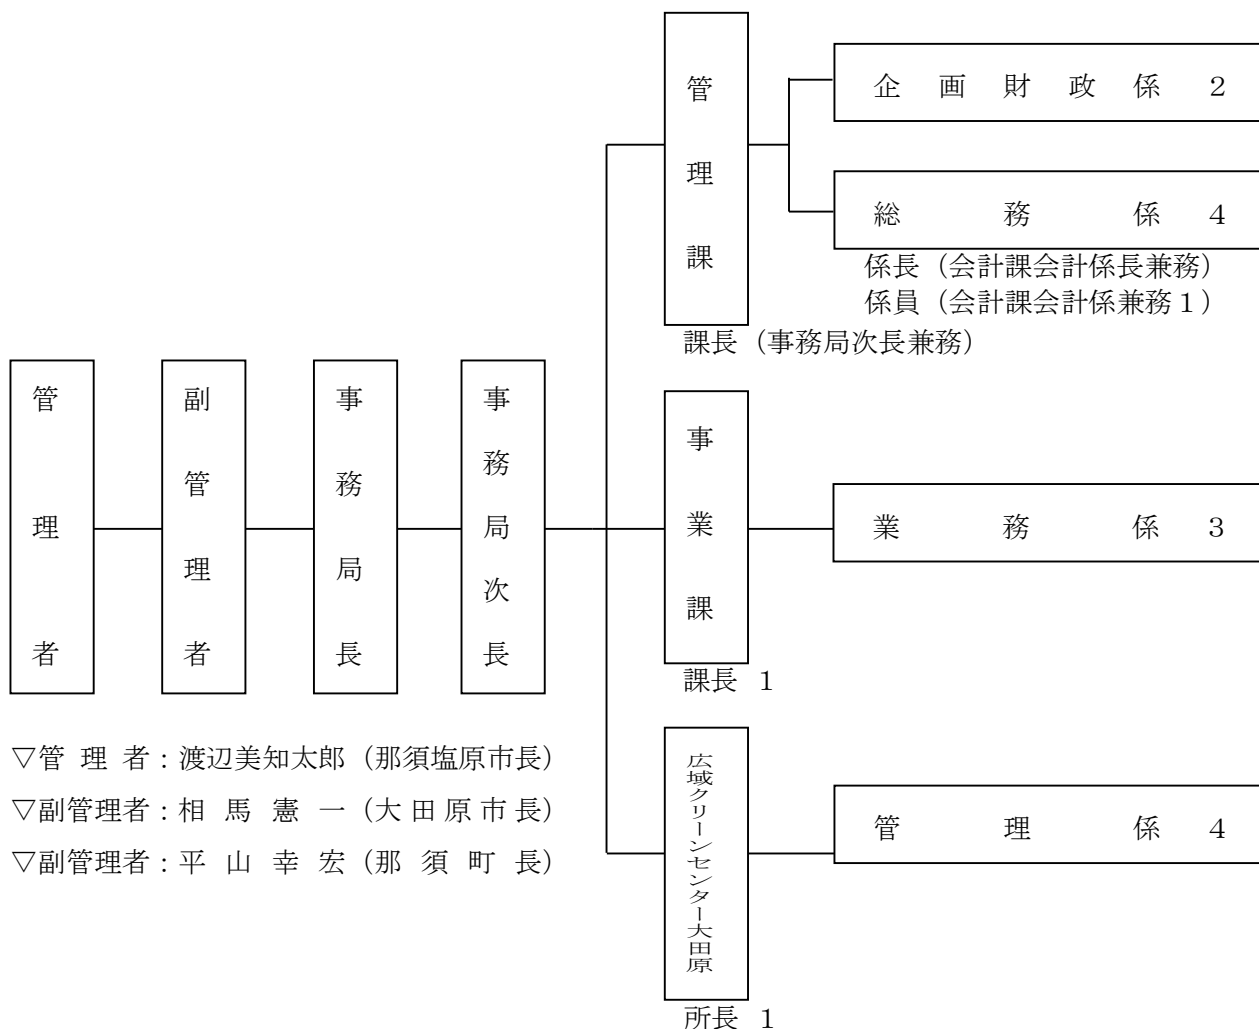 管理者
副管理者
事務局長
事務局次長
管理課
課長（事務局次長兼務）
企画財政係２
総務係４
係長（会計課会計係長兼務）
係員（会計課会計係兼務１）
事業課
課長 １
業務係３
広域クリーンセンター大田原
所長 １
管理係４
▽管 理 者：渡辺美知太郎（那須塩原市長）
▽副管理者：相 馬 憲 一（大田原市長）
▽副管理者：平 山 幸 宏（那 須 町 長）